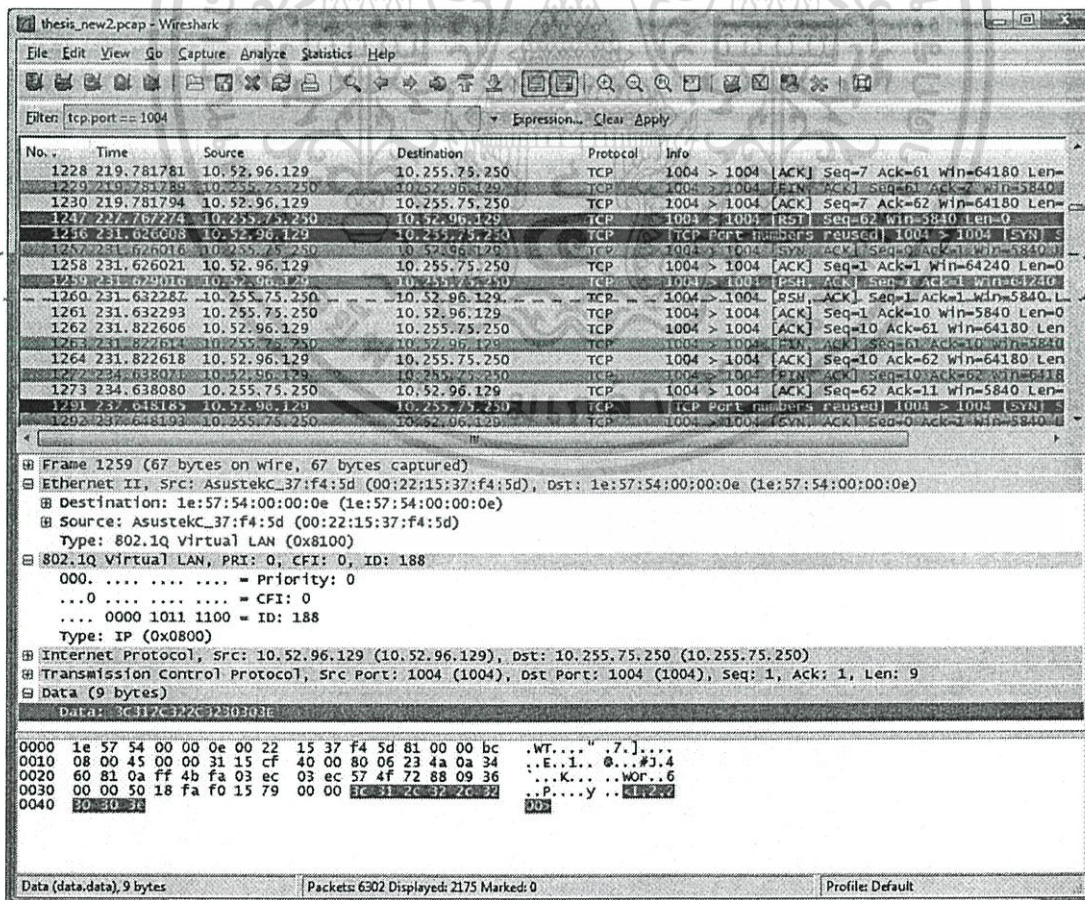 thesis_new2.pcap - Wireshark
File Edit View Go Capture Analyze Statistics Help
Filter: tcp.port == 1004 Expression... Clear Apply
No. . Time Source Destination Protocol Info
1228 219.781781 10.52.96.129 10.255.75.250 TCP 1004 > 1004 [ACK] Seq=7 Ack=61 Win=64180 Len=
1229 219.781789 10.255.75.250 10.52.96.129 TCP 1004 > 1004 [FIN, ACK] Seq=61 Ack=7 Win=5840
1230 219.781794 10.52.96.129 10.255.75.250 TCP 1004 > 1004 [ACK] Seq=7 Ack=62 Win=64180 Len=
1247 227.767274 10.255.75.250 10.52.96.129 TCP 1004 > 1004 [RST] Seq=62 Win=5840 Len=0
1256 231.626008 10.52.96.129 10.255.75.250 TCP [TCP Port numbers reused] 1004 > 1004 [SYN] S
1257 231.626016 10.255.75.250 10.52.96.129 TCP 1004 > 1004 [SYN, ACK] Seq=0 Ack=1 Win=5840
1258 231.626021 10.52.96.129 10.255.75.250 TCP 1004 > 1004 [ACK] Seq=1 Ack=1 Win=64240 Len=0
1259 231.629016 10.52.96.129 10.255.75.250 TCP 1004 > 1004 [PSH, ACK] Seq=1 Ack=1 Win=64240
1260 231.632287 10.255.75.250 10.52.96.129 TCP 1004 > 1004 [PSH, ACK] Seq=1 Ack=1 Win=5840 L
1261 231.632293 10.255.75.250 10.52.96.129 TCP 1004 > 1004 [ACK] Seq=1 Ack=10 Win=5840 Len=0
1262 231.822606 10.52.96.129 10.255.75.250 TCP 1004 > 1004 [ACK] Seq=10 Ack=61 Win=64180 Len
1263 231.822614 10.255.75.250 10.52.96.129 TCP 1004 > 1004 [FIN, ACK]
1264 231.822618 10.52.96.129 10.255.75.250 TCP 1004 > 1004 [ACK] Seq=10 Ack=62 Win=64180 Len
1272 234.638071 10.52.96.129 10.255.75.250 TCP 1004 > 1004 [FIN, ACK] Seq=10 Ack=62 Win=6418
1273 234.638080 10.255.75.250 10.52.96.129 TCP 1004 > 1004 [ACK] Seq=62 Ack=11 Win=5840 Len=
1291 237.648185 10.52.96.129 10.255.75.250 TCP [TCP Port numbers reused] 1004 > 1004 [SYN] S
1292 237.648193 10.255.75.250 10.52.96.129 TCP 1004 > 1004 [SYN, ACK] Seq=0 Ack=1 Win=5840
Frame 1259 (67 bytes on wire, 67 bytes captured)
Ethernet II, Src: AsustekC_37:f4:5d (00:22:15:37:f4:5d), Dst: 1e:57:54:00:00:0e (1e:57:54:00:00:0e)
Destination: 1e:57:54:00:00:0e (1e:57:54:00:00:0e)
Source: AsustekC_37:f4:5d (00:22:15:37:f4:5d)
Type: 802.1Q Virtual LAN (0x8100)
802.1Q Virtual LAN, PRI: 0, CFI: 0, ID: 188
000. .... .... .... = Priority: 0
...0 .... .... .... = CFI: 0
.... 0000 1011 1100 = ID: 188
Type: IP (0x0800)
Internet Protocol, Src: 10.52.96.129 (10.52.96.129), Dst: 10.255.75.250 (10.255.75.250)
Transmission Control Protocol, Src Port: 1004 (1004), Dst Port: 1004 (1004), Seq: 1, Ack: 1, Len: 9
Data (9 bytes)
Data: 3C312C322C3230303E
0000 1e 57 54 00 00 0e 00 22 15 37 f4 5d 81 00 00 bc .WT...." .7.]....
0010 08 00 45 00 00 31 15 cf 40 00 80 06 23 4a 0a 34 ..E..1.. @...#J.4
0020 60 81 0a ff 4b fa 03 ec 03 ec 57 4f 72 88 09 36 `...K... ..WOr..6
0030 00 00 50 18 fa f0 15 79 00 00 3c 31 2c 32 2c 32 ..P....y ..<1,2,2
0040 30 30 3e 00>
Data (data.data), 9 bytes Packets: 6302 Displayed: 2175 Marked: 0 Profile: Default